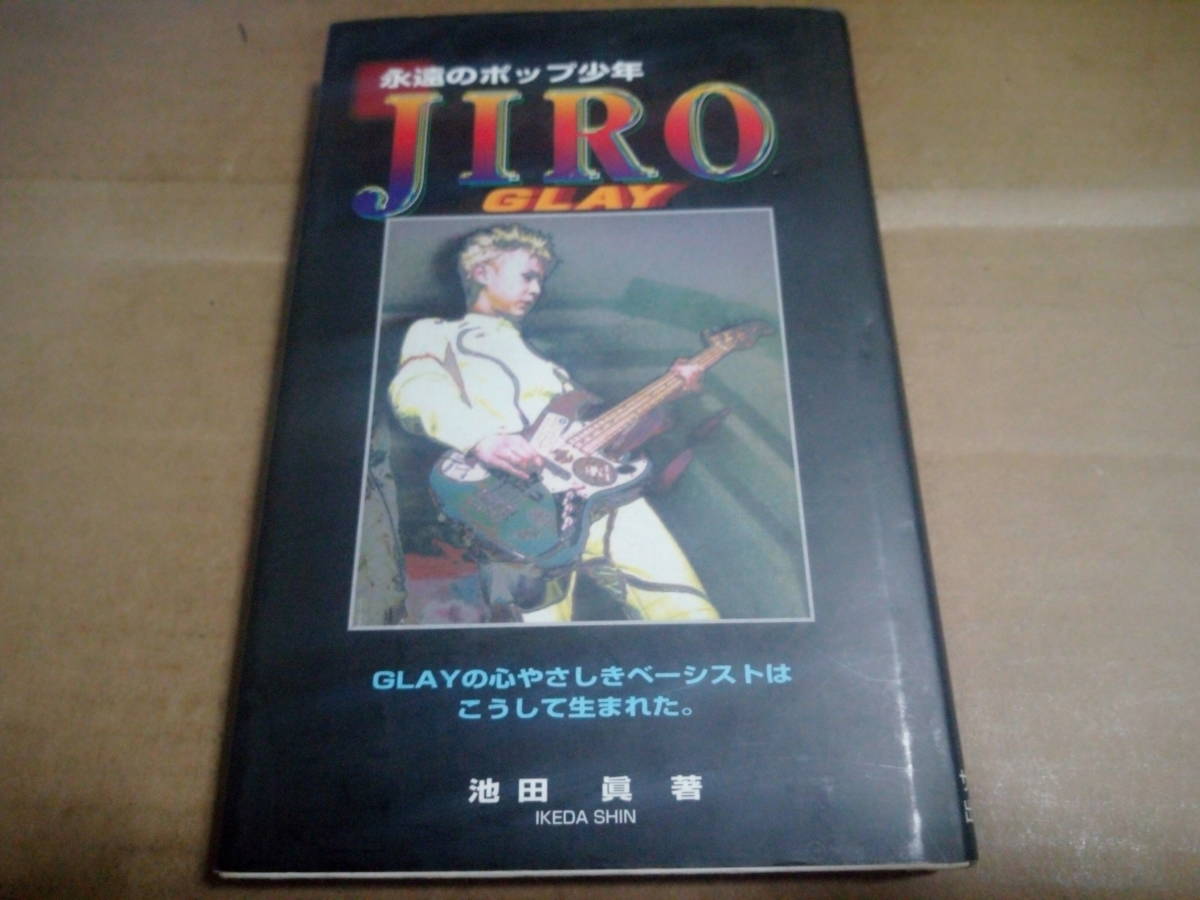 永遠のポップ少年
JIRO
GLAY
GLAYの心やさしきベーシストは
こうして生まれた。
池田 眞 著
IKEDA SHIN